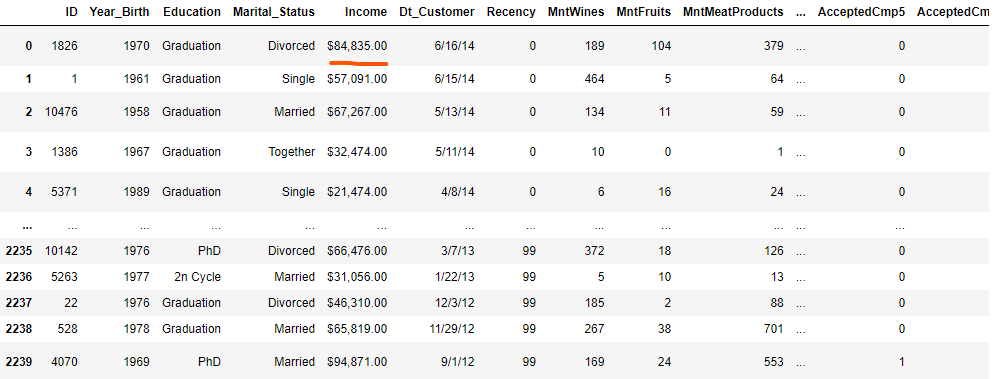 ID Year_Birth Education Marital_Status Income Dt_Customer Recency MntWines MntFruits MntMeatProducts ... AcceptedCmp5 AcceptedCm
0 1826 1970 Graduation Divorced $84,835.00 6/16/14 0 189 104 379 ... 0
1 1 1961 Graduation Single $57,091.00 6/15/14 0 464 5 64 ... 0
2 10476 1958 Graduation Married $67,267.00 5/13/14 0 134 11 59 ... 0
3 1386 1967 Graduation Together $32,474.00 5/11/14 0 10 0 1 ... 0
4 5371 1989 Graduation Single $21,474.00 4/8/14 0 6 16 24 ... 0
... ... ... ... ... ... ... ... ... ... ... ... ...
2235 10142 1976 PhD Divorced $66,476.00 3/7/13 99 372 18 126 ... 0
2236 5263 1977 2n Cycle Married $31,056.00 1/22/13 99 5 10 13 ... 0
2237 22 1976 Graduation Divorced $46,310.00 12/3/12 99 185 2 88 ... 0
2238 528 1978 Graduation Married $65,819.00 11/29/12 99 267 38 701 ... 0
2239 4070 1969 PhD Married $94,871.00 9/1/12 99 169 24 553 ... 1